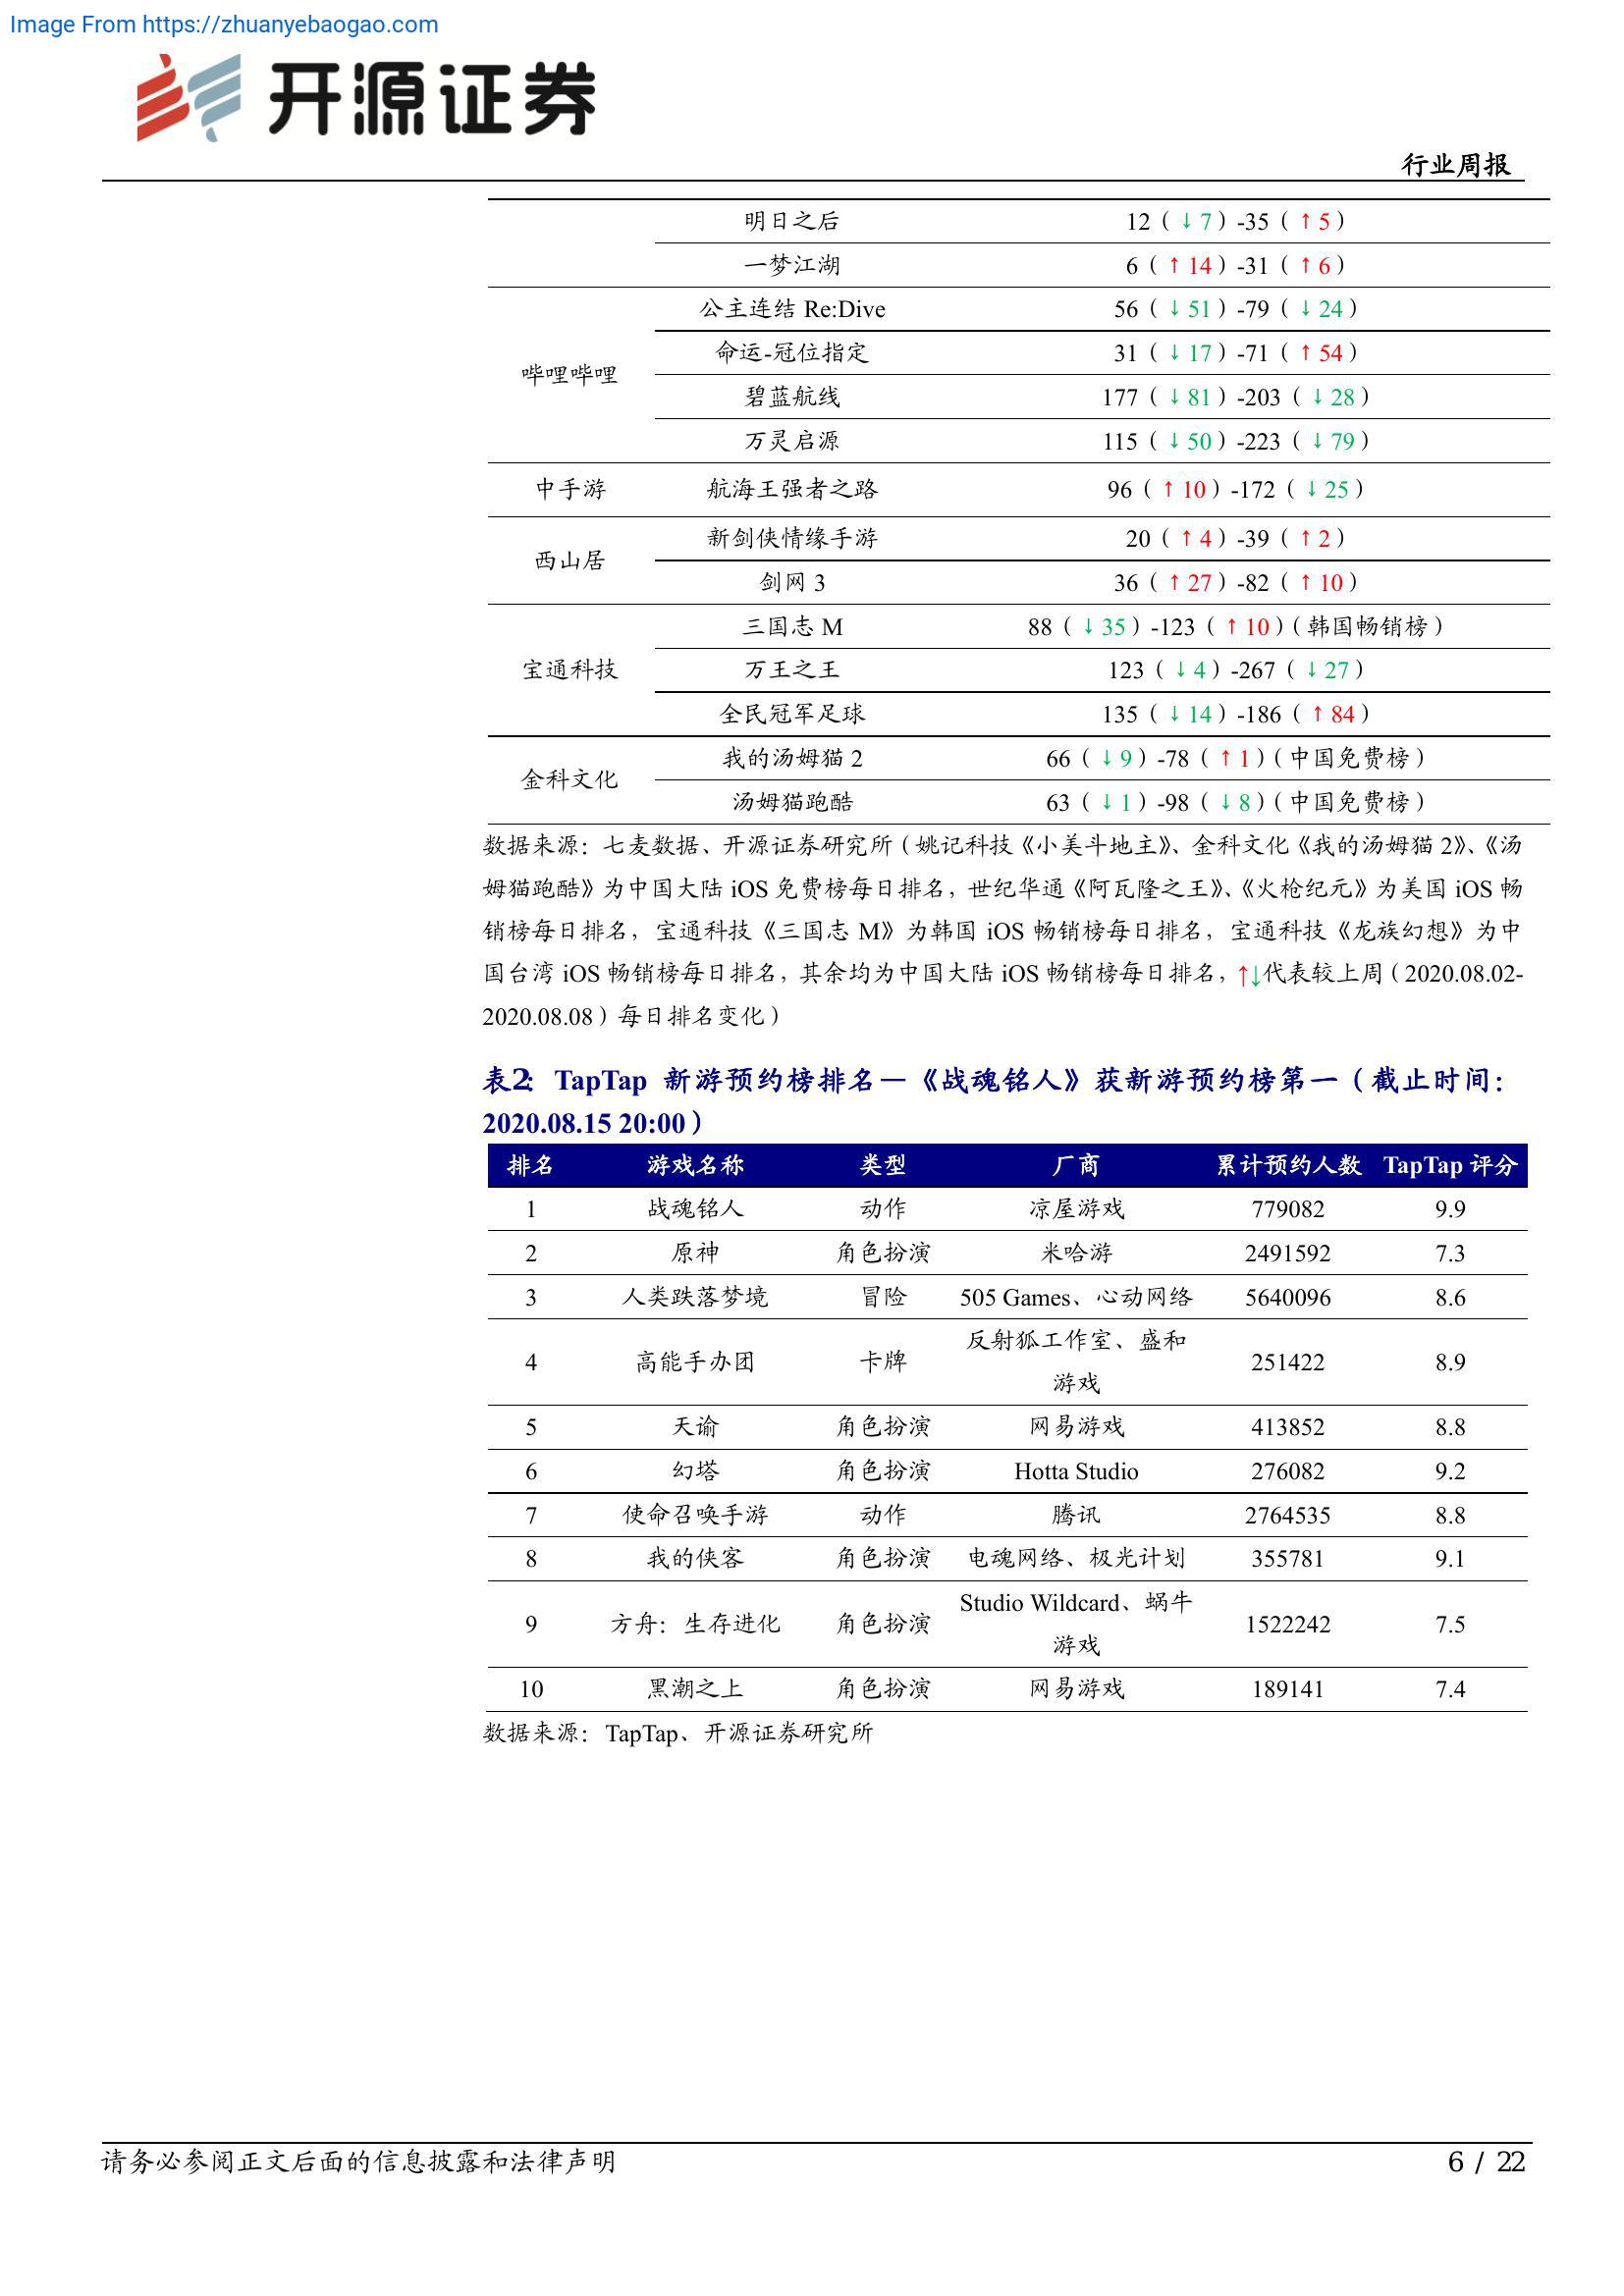 Image From https://zhuanyebaogao.com
开源证券
行业周报
明日之后 12（↓7）-35（↑5）
一梦江湖 6（↑14）-31（↑6）
哔哩哔哩 公主连结 Re:Dive 56（↓51）-79（↓24）
命运-冠位指定 31（↓17）-71（↑54）
碧蓝航线 177（↓81）-203（↓28）
万灵启源 115（↓50）-223（↓79）
中手游 航海王强者之路 96（↑10）-172（↓25）
西山居 新剑侠情缘手游 20（↑4）-39（↑2）
剑网 3 36（↑27）-82（↑10）
宝通科技 三国志 M 88（↓35）-123（↑10）（韩国畅销榜）
万王之王 123（↓4）-267（↓27）
全民冠军足球 135（↓14）-186（↑84）
金科文化 我的汤姆猫 2 66（↓9）-78（↑1）（中国免费榜）
汤姆猫跑酷 63（↓1）-98（↓8）（中国免费榜）
数据来源：七麦数据、开源证券研究所（姚记科技《小美斗地主》、金科文化《我的汤姆猫 2》、《汤
姆猫跑酷》为中国大陆 iOS 免费榜每日排名，世纪华通《阿瓦隆之王》、《火枪纪元》为美国 iOS 畅
销榜每日排名，宝通科技《三国志 M》为韩国 iOS 畅销榜每日排名，宝通科技《龙族幻想》为中
国台湾 iOS 畅销榜每日排名，其余均为中国大陆 iOS 畅销榜每日排名，↑↓代表较上周（2020.08.02-
2020.08.08）每日排名变化）
表2： TapTap 新游预约榜排名—《战魂铭人》获新游预约榜第一（截止时间：
2020.08.15 20:00）
排名 游戏名称 类型 厂商 累计预约人数 TapTap 评分
1 战魂铭人 动作 凉屋游戏 779082 9.9
2 原神 角色扮演 米哈游 2491592 7.3
3 人类跌落梦境 冒险 505 Games、心动网络 5640096 8.6
4 高能手办团 卡牌 反射狐工作室、盛和
游戏 251422 8.9
5 天谕 角色扮演 网易游戏 413852 8.8
6 幻塔 角色扮演 Hotta Studio 276082 9.2
7 使命召唤手游 动作 腾讯 2764535 8.8
8 我的侠客 角色扮演 电魂网络、极光计划 355781 9.1
9 方舟：生存进化 角色扮演 Studio Wildcard、蜗牛
游戏 1522242 7.5
10 黑潮之上 角色扮演 网易游戏 189141 7.4
数据来源：TapTap、开源证券研究所
请务必参阅正文后面的信息披露和法律声明 6 / 22